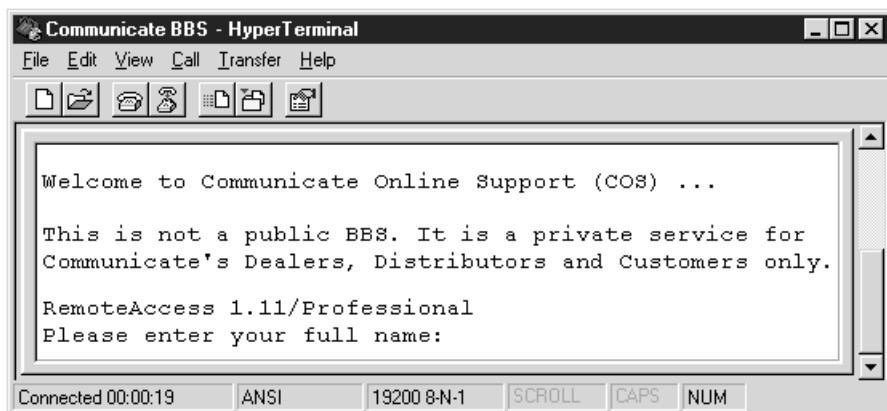 Communicate BBS - HyperTerminal
File Edit View Call Transfer Help
Welcome to Communicate Online Support (COS) ...
This is not a public BBS. It is a private service for
Communicate's Dealers, Distributors and Customers only.
RemoteAccess 1.11/Professional
Please enter your full name:
Connected 00:00:19 ANSI 19200 8-N-1 SCROLL CAPS NUM